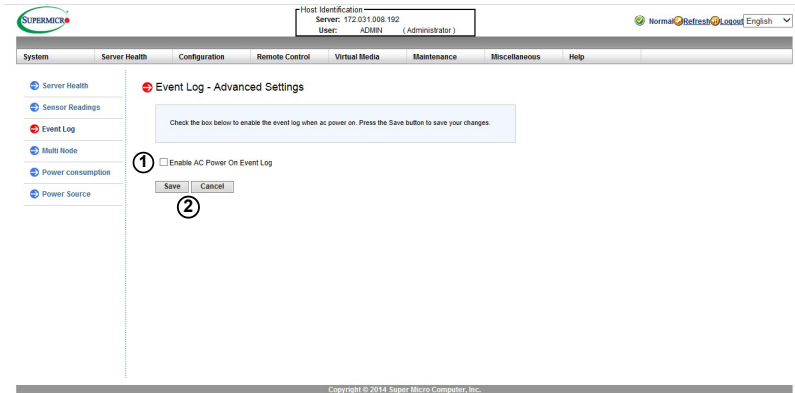 SUPERMICR
Host Identification
Server: 172.031.008.192
User: ADMIN (Administrator)
Normal Refresh Logout English
System Server Health Configuration Remote Control Virtual Media Maintenance Miscellaneous Help
Server Health
Sensor Readings
Event Log
Multi Node
Power consumption
Power Source
Event Log - Advanced Settings
Check the box below to enable the event log when ac power on. Press the Save button to save your changes.
1 Enable AC Power On Event Log
Save Cancel
2
Copyright © 2014 Super Micro Computer, Inc.